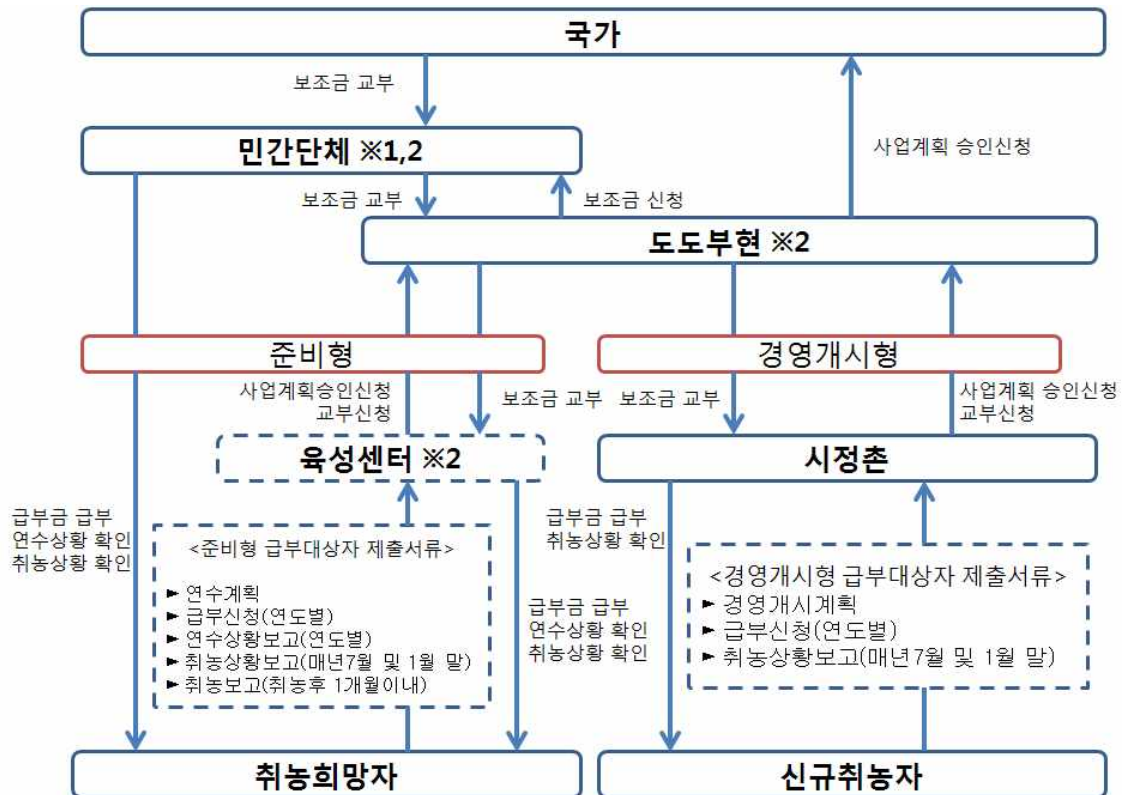 국가
보조금 교부
민간단체 ※1,2
사업계획 승인신청
보조금 교부
보조금 신청
도도부현 ※2
준비형
경영개시형
사업계획승인신청
교부신청
보조금 교부
보조금 교부
사업계획 승인신청
교부신청
육성센터 ※2
시정촌
급부금 급부
연수상황 확인
취농상황 확인
<준비형 급부대상자 제출서류>
► 연수계획
► 급부신청(연도별)
► 연수상황보고(연도별)
► 취농상황보고(매년7월 및 1월 말)
► 취농보고(취농후 1개월이내)
급부금 급부
취농상황 확인
급부금 급부
연수상황 확인
취농상황 확인
<경영개시형 급부대상자 제출서류>
► 경영개시계획
► 급부신청(연도별)
► 취농상황보고(매년7월 및 1월 말)
취농희망자
신규취농자